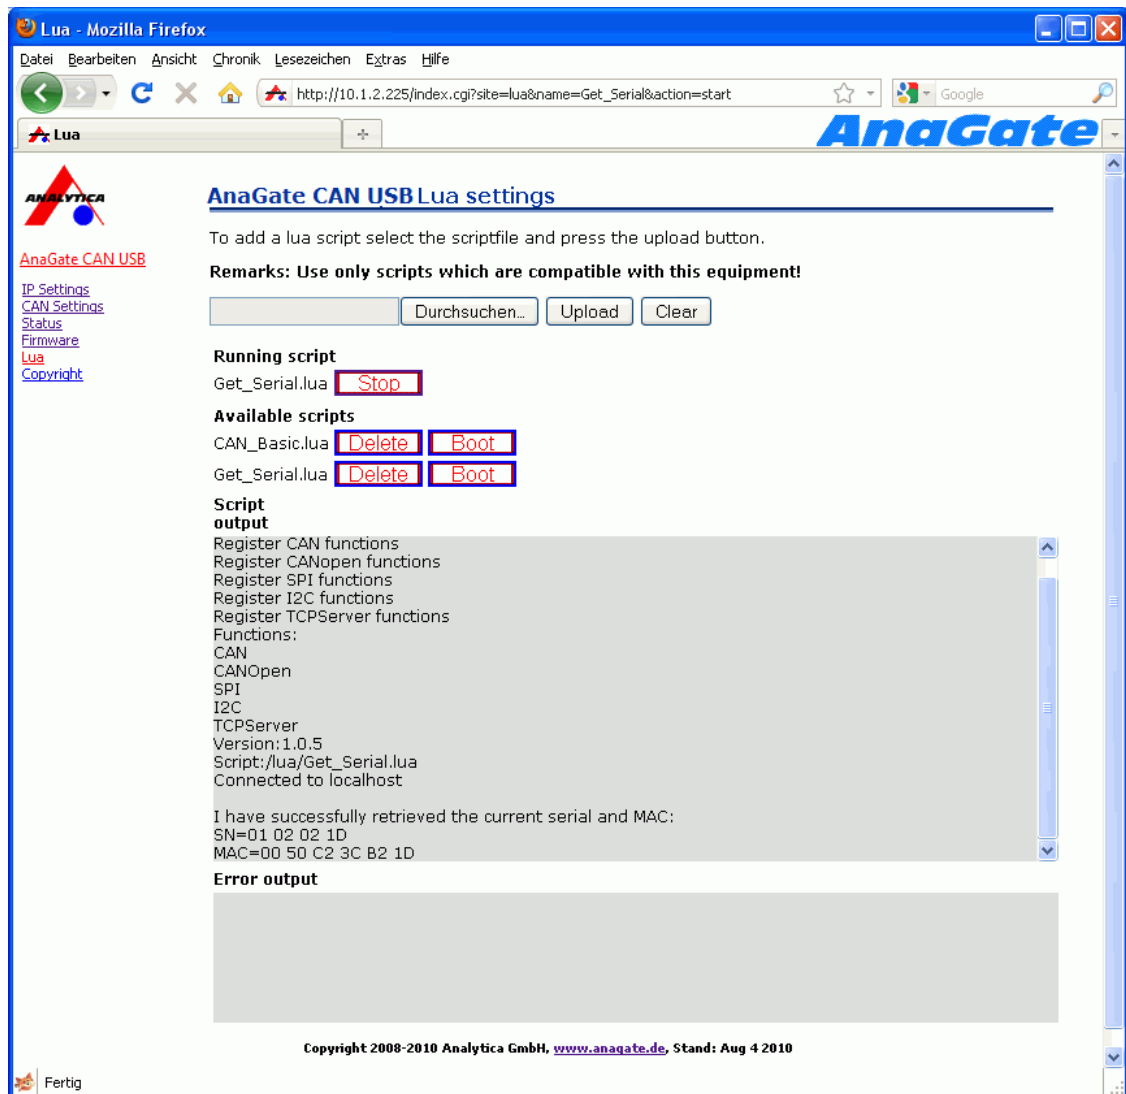 Lua - Mozilla Firefox
Datei Bearbeiten Ansicht Chronik Lesezeichen Extras Hilfe
http://10.1.2.225/index.cgi?site=lua&name=Get_Serial&action=start
Google
Lua
AnaGate
ANALYTICA
AnaGate CAN USB Lua settings
To add a lua script select the scriptfile and press the upload button.
AnaGate CAN USB
Remarks: Use only scripts which are compatible with this equipment!
IP Settings
CAN Settings
Status
Firmware
Lua
Copyright
Durchsuchen... Upload Clear
Running script
Get_Serial.lua Stop
Available scripts
CAN_Basic.lua Delete Boot
Get_Serial.lua Delete Boot
Script
output
Register CAN functions
Register CANopen functions
Register SPI functions
Register I2C functions
Register TCPServer functions
Functions:
CAN
CANOpen
SPI
I2C
TCPServer
Version:1.0.5
Script:/lua/Get_Serial.lua
Connected to localhost
I have successfully retrieved the current serial and MAC:
SN=01 02 02 1D
MAC=00 50 C2 3C B2 1D
Error output
Copyright 2008-2010 Analytica GmbH, www.anagate.de, Stand: Aug 4 2010
Fertig